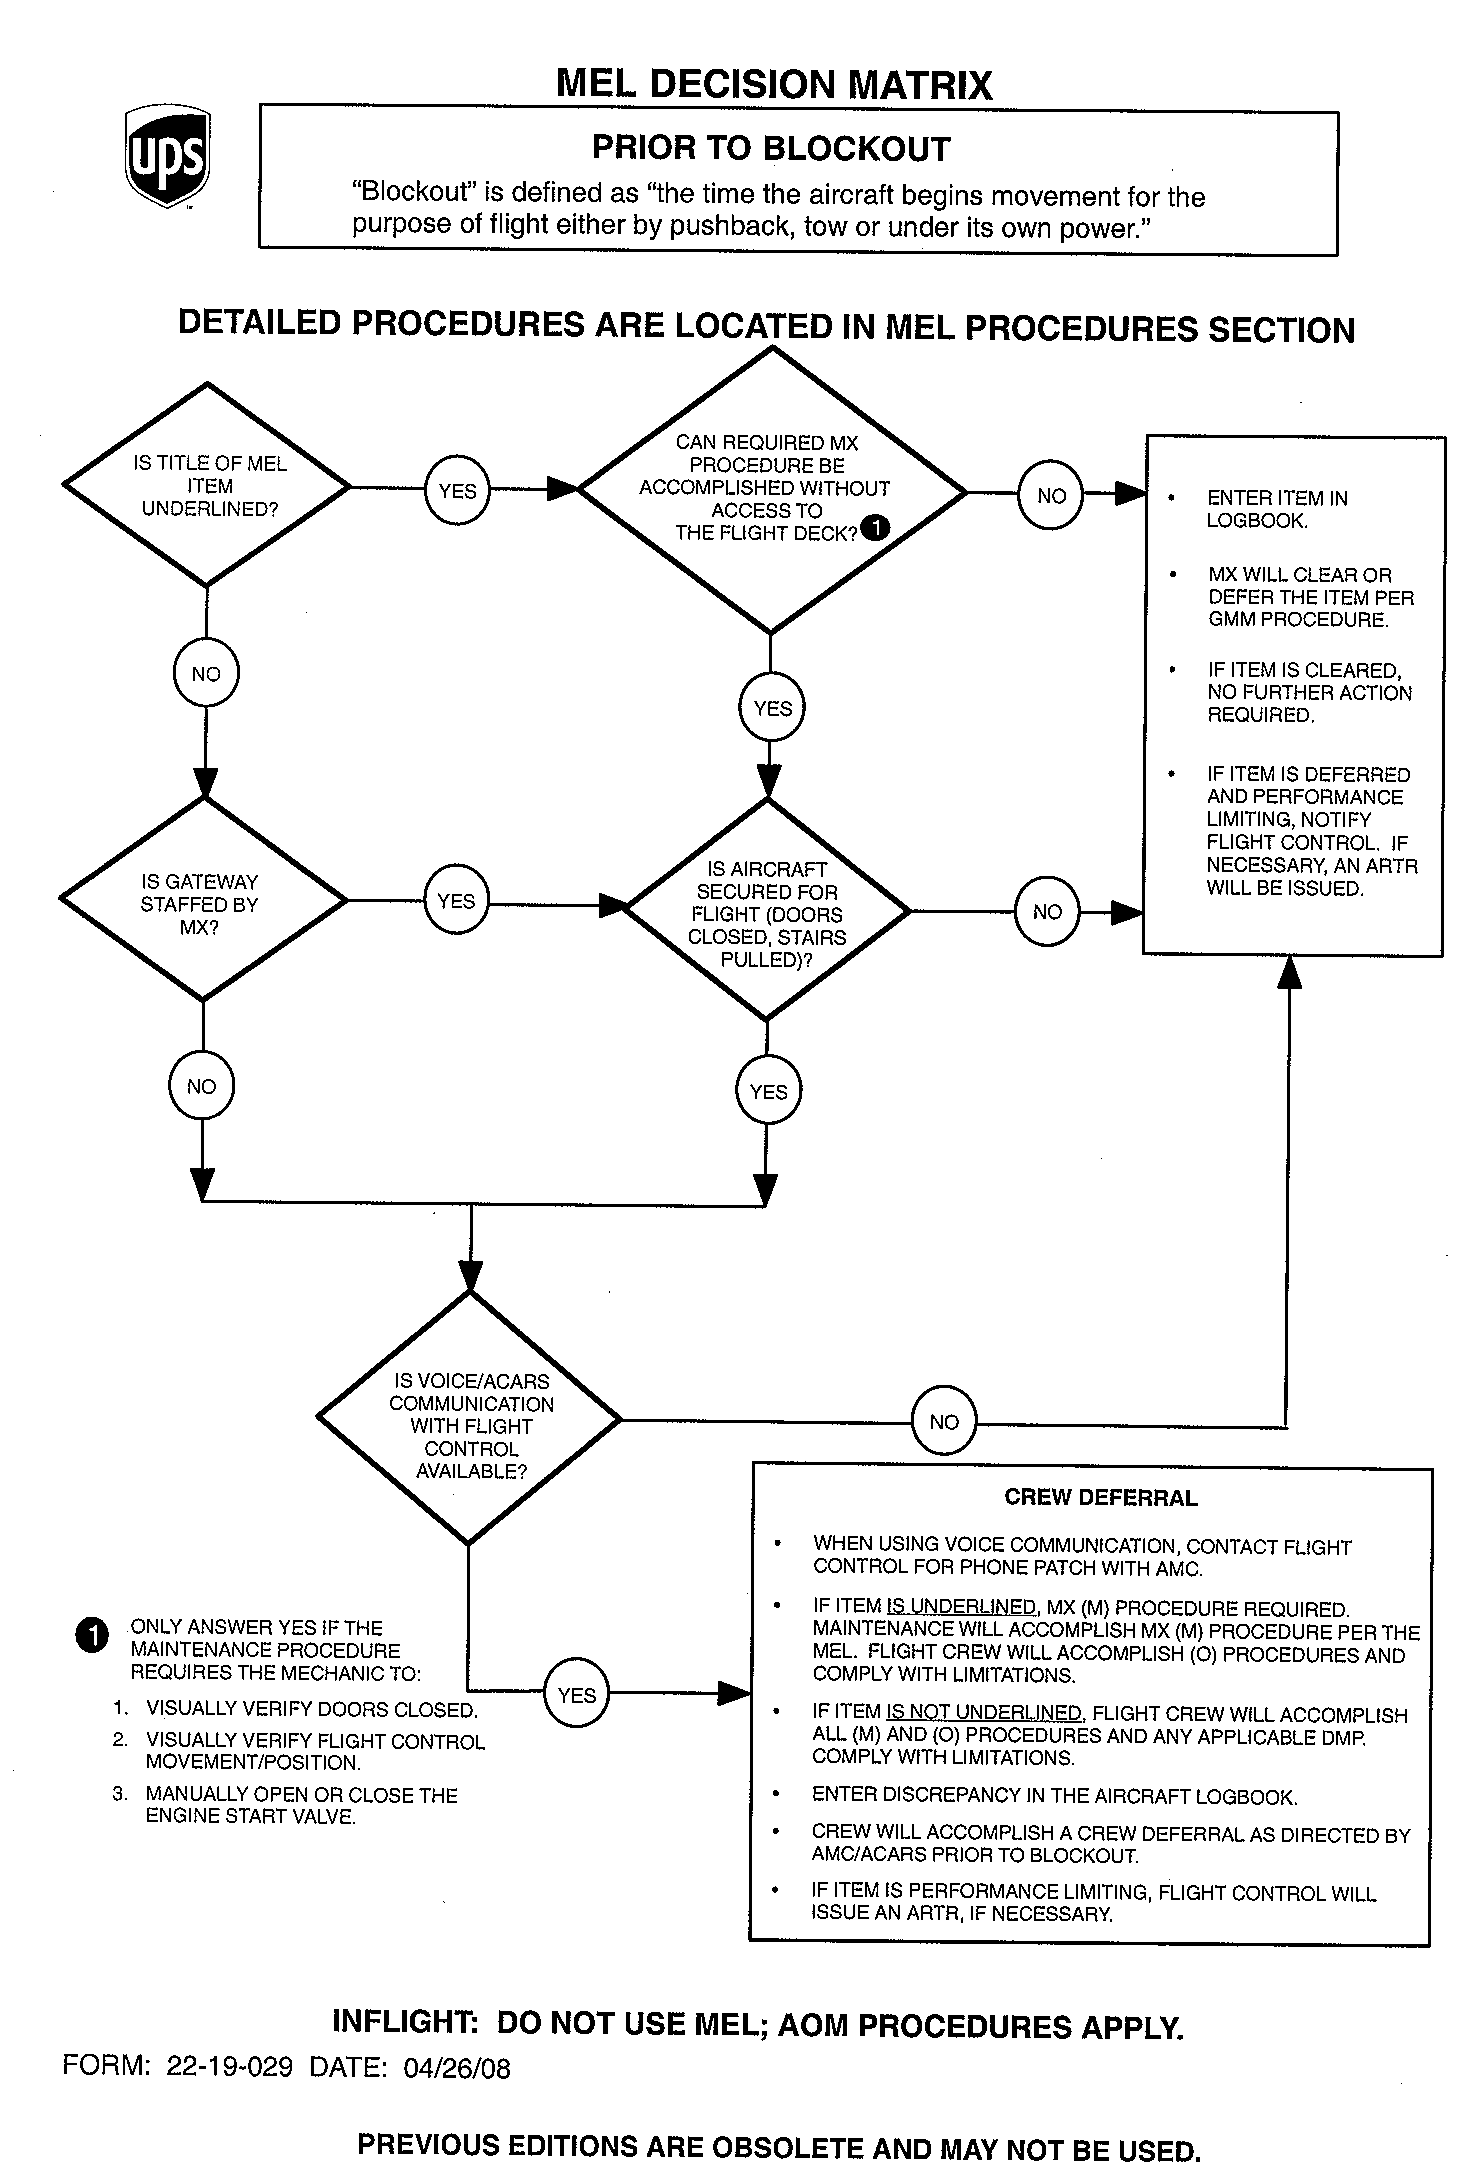 MEL DECISION MATRIX
ups
PRIOR TO BLOCKOUT
“Blockout” is defined as “the time the aircraft begins movement for the
purpose of flight either by pushback, tow or under its own power.”
DETAILED PROCEDURES ARE LOCATED IN MEL PROCEDURES SECTION
IS TITLE OF MEL
ITEM
UNDERLINED?
YES
CAN REQUIRED MX
PROCEDURE BE
ACCOMPLISHED WITHOUT
ACCESS TO
THE FLIGHT DECK? 1
NO
• ENTER ITEM IN
LOGBOOK.
• MX WILL CLEAR OR
DEFER THE ITEM PER
GMM PROCEDURE.
• IF ITEM IS CLEARED,
NO FURTHER ACTION
REQUIRED.
• IF ITEM IS DEFERRED
AND PERFORMANCE
LIMITING, NOTIFY
FLIGHT CONTROL. IF
NECESSARY, AN ARTR
WILL BE ISSUED.
NO
YES
IS GATEWAY
STAFFED BY
MX?
YES
IS AIRCRAFT
SECURED FOR
FLIGHT (DOORS
CLOSED, STAIRS
PULLED)?
NO
NO
YES
IS VOICE/ACARS
COMMUNICATION
WITH FLIGHT
CONTROL
AVAILABLE?
NO
YES
CREW DEFERRAL
• WHEN USING VOICE COMMUNICATION, CONTACT FLIGHT
CONTROL FOR PHONE PATCH WITH AMC.
• IF ITEM IS UNDERLINED, MX (M) PROCEDURE REQUIRED.
MAINTENANCE WILL ACCOMPLISH MX (M) PROCEDURE PER THE
MEL. FLIGHT CREW WILL ACCOMPLISH (O) PROCEDURES AND
COMPLY WITH LIMITATIONS.
• IF ITEM IS NOT UNDERLINED, FLIGHT CREW WILL ACCOMPLISH
ALL (M) AND (O) PROCEDURES AND ANY APPLICABLE DMP.
COMPLY WITH LIMITATIONS.
• ENTER DISCREPANCY IN THE AIRCRAFT LOGBOOK.
• CREW WILL ACCOMPLISH A CREW DEFERRAL AS DIRECTED BY
AMC/ACARS PRIOR TO BLOCKOUT.
• IF ITEM IS PERFORMANCE LIMITING, FLIGHT CONTROL WILL
ISSUE AN ARTR, IF NECESSARY.
1 ONLY ANSWER YES IF THE
MAINTENANCE PROCEDURE
REQUIRES THE MECHANIC TO:
1. VISUALLY VERIFY DOORS CLOSED.
2. VISUALLY VERIFY FLIGHT CONTROL
MOVEMENT/POSITION.
3. MANUALLY OPEN OR CLOSE THE
ENGINE START VALVE.
INFLIGHT: DO NOT USE MEL; AOM PROCEDURES APPLY.
FORM: 22-19-029 DATE: 04/26/08
PREVIOUS EDITIONS ARE OBSOLETE AND MAY NOT BE USED.